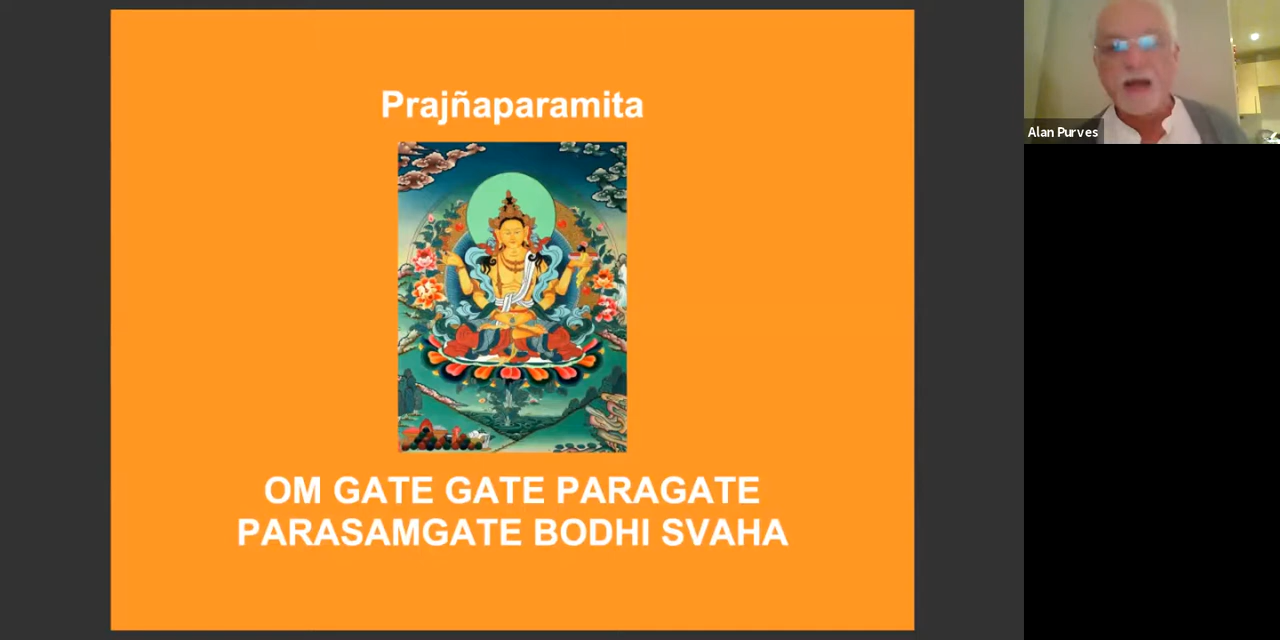 Prajñaparamita
OM GATE GATE PARAGATE
PARASAMGATE BODHI SVAHA
Alan Purves